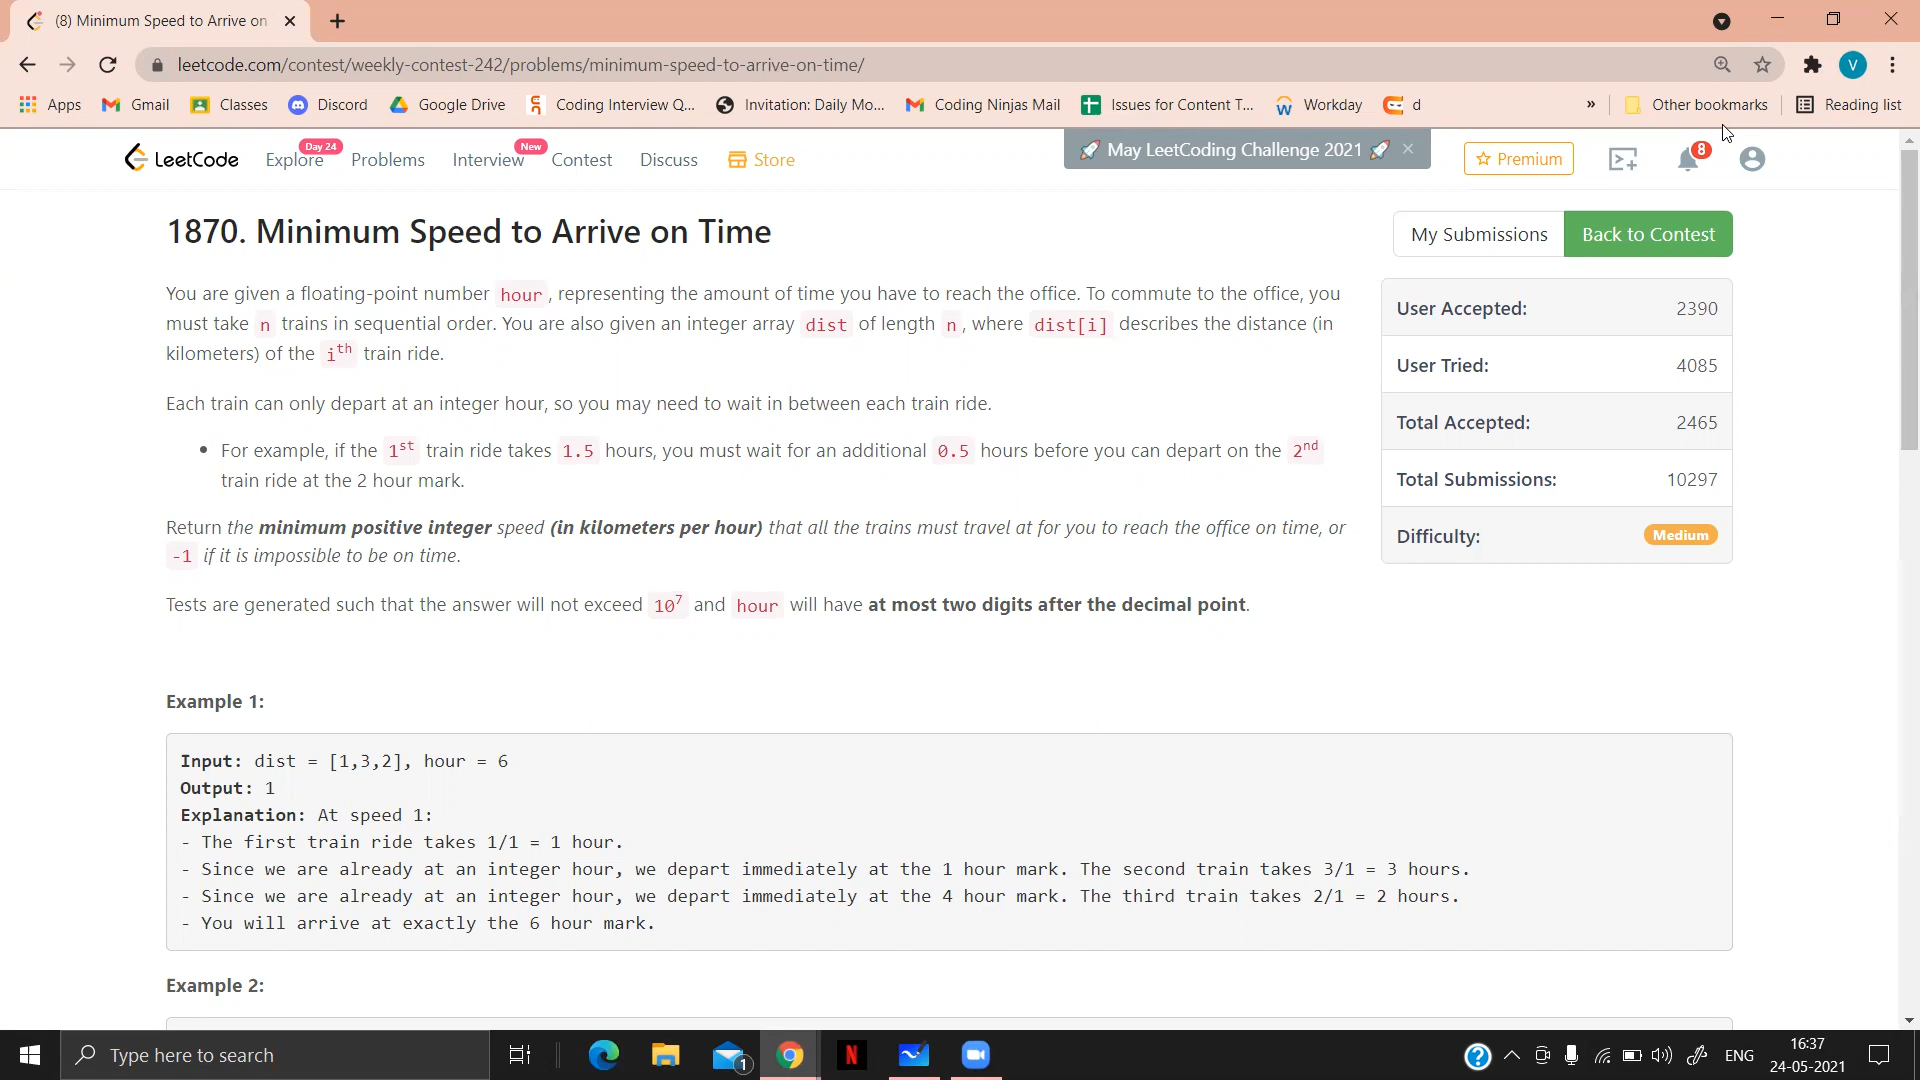 (8) Minimum Speed to Arrive on
leetcode.com/contest/weekly-contest-242/problems/minimum-speed-to-arrive-on-time/
V
Apps Gmail Classes Discord Google Drive Coding Interview Q... Invitation: Daily Mo... Coding Ninjas Mail Issues for Content T... Workday d » Other bookmarks Reading list
LeetCode Explore Day 24 Problems Interview New Contest Discuss Store May LeetCoding Challenge 2021 × Premium 8
1870. Minimum Speed to Arrive on Time
My Submissions Back to Contest
You are given a floating-point number hour, representing the amount of time you have to reach the office. To commute to the office, you
must take n trains in sequential order. You are also given an integer array dist of length n, where dist[i] describes the distance (in
kilometers) of the ith train ride.
Each train can only depart at an integer hour, so you may need to wait in between each train ride.
• For example, if the 1st train ride takes 1.5 hours, you must wait for an additional 0.5 hours before you can depart on the 2nd
train ride at the 2 hour mark.
Return the minimum positive integer speed (in kilometers per hour) that all the trains must travel at for you to reach the office on time, or
-1 if it is impossible to be on time.
Tests are generated such that the answer will not exceed 10^7 and hour will have at most two digits after the decimal point.
User Accepted: 2390
User Tried: 4085
Total Accepted: 2465
Total Submissions: 10297
Difficulty: Medium
Example 1:
Input: dist = [1,3,2], hour = 6
Output: 1
Explanation: At speed 1:
- The first train ride takes 1/1 = 1 hour.
- Since we are already at an integer hour, we depart immediately at the 1 hour mark. The second train takes 3/1 = 3 hours.
- Since we are already at an integer hour, we depart immediately at the 4 hour mark. The third train takes 2/1 = 2 hours.
- You will arrive at exactly the 6 hour mark.
Example 2:
Type here to search
1
N
ENG
16:37
24-05-2021